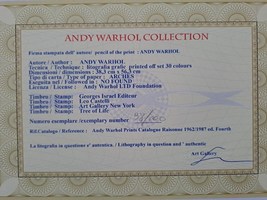 ANDY WARHOL COLLECTION
Firma stampata dell' autore pencil of the print : ANDY WARHOL
Autore / Author : ANDY WARHOL
Tecnica / Technique : litografia grafic printed off set 20 colours
Dimensioni / dimensions : 38,3 cm x 56,3 cm
Tipo di carta / Type of paper : ARCHES
Eseguita nel / Followed in : NO FOUND
Licenza / License : Andy Warhol LTD Foundation
Timbro / Stamp: Georges Israel Editeur
Timbro / Stamp: Leo Castelli
Timbro / Stamp: Art Gallery New York
Timbro / Stamp: Tree of Life
Numero esemplare / exemplary number
RECatalogo / Reference : Andy Warhol Prints Catalogue Raisonne 1962/1987 ed. Fourth
La litografia in questione e' autentica . / Lithography in question and ' authentic
Art Gallery